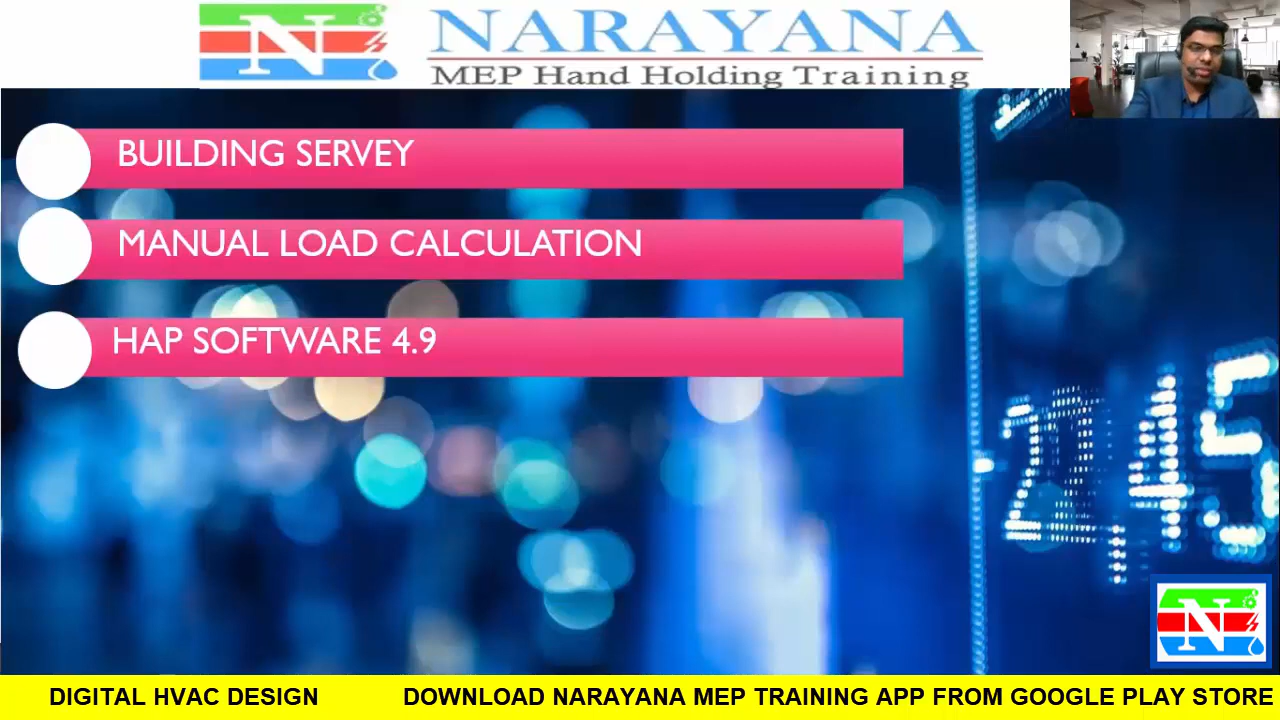 N
NARAYANA
MEP Hand Holding Training
BUILDING SERVEY
MANUAL LOAD CALCULATION
HAP SOFTWARE 4.9
45
N
DIGITAL HVAC DESIGN
DOWNLOAD NARAYANA MEP TRAINING APP FROM GOOGLE PLAY STORE